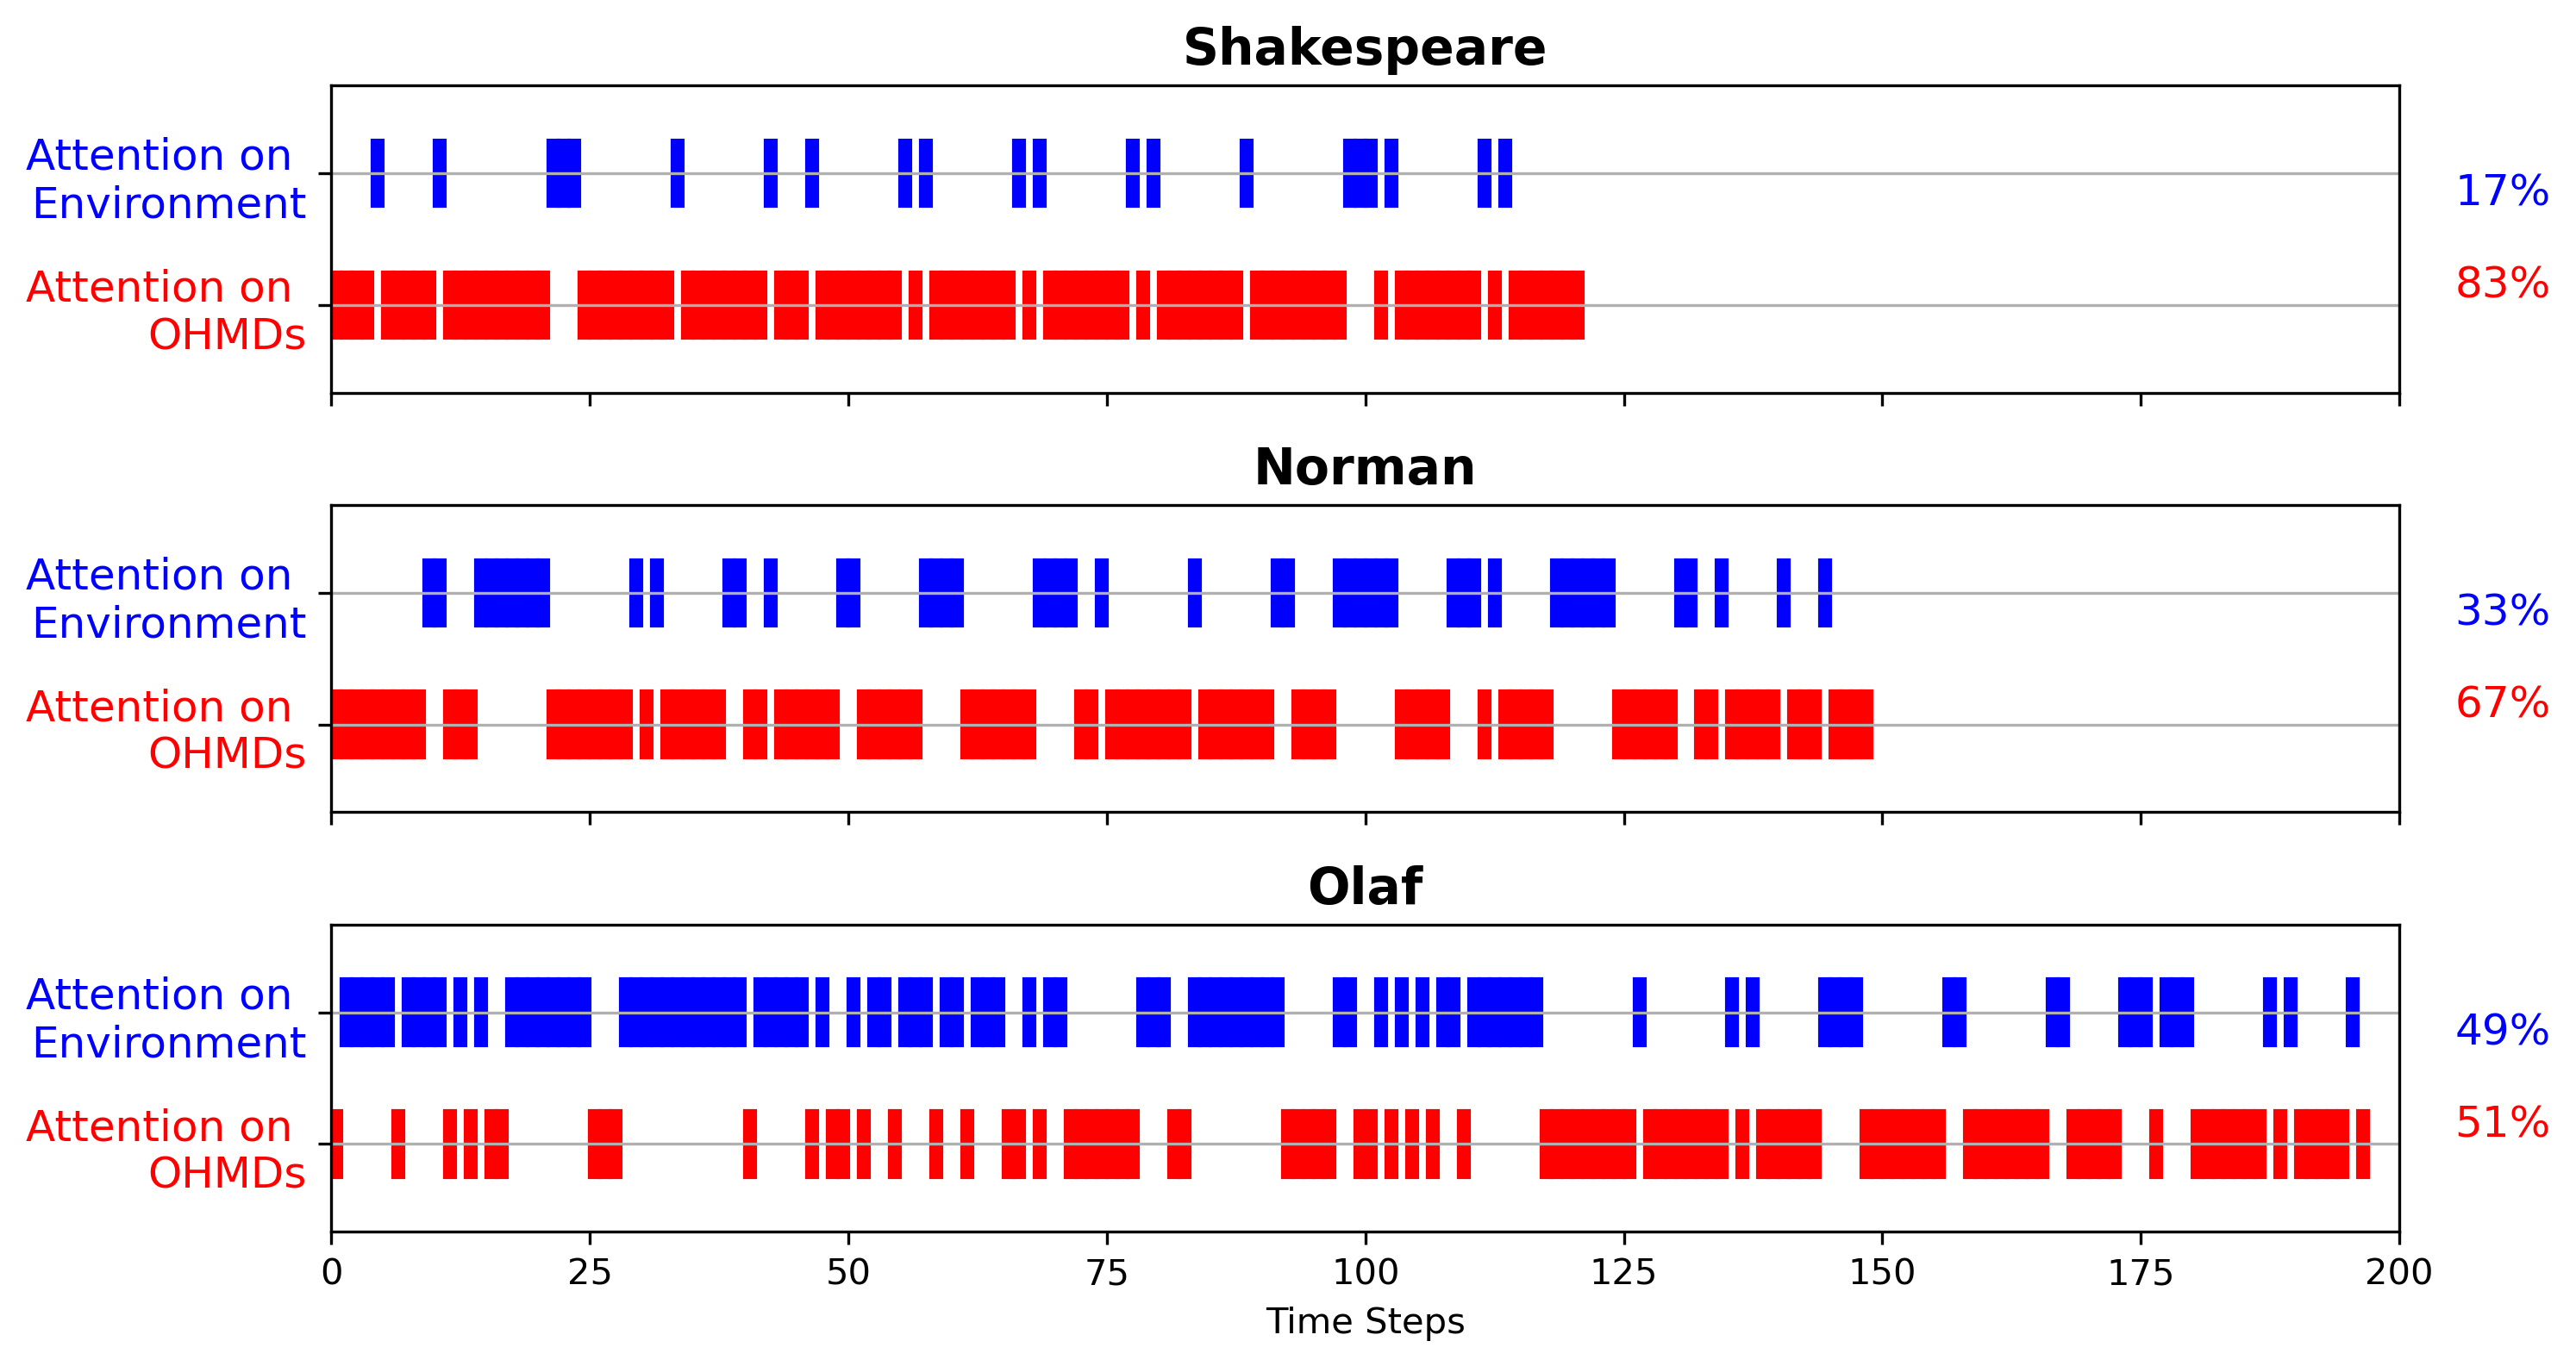 Shakespeare
Attention on
Environment
17%
Attention on
OHMDs
83%
Norman
Attention on
Environment
33%
Attention on
OHMDs
67%
Olaf
Attention on
Environment
49%
Attention on
OHMDs
51%
0 25 50 75 100 125 150 175 200
Time Steps